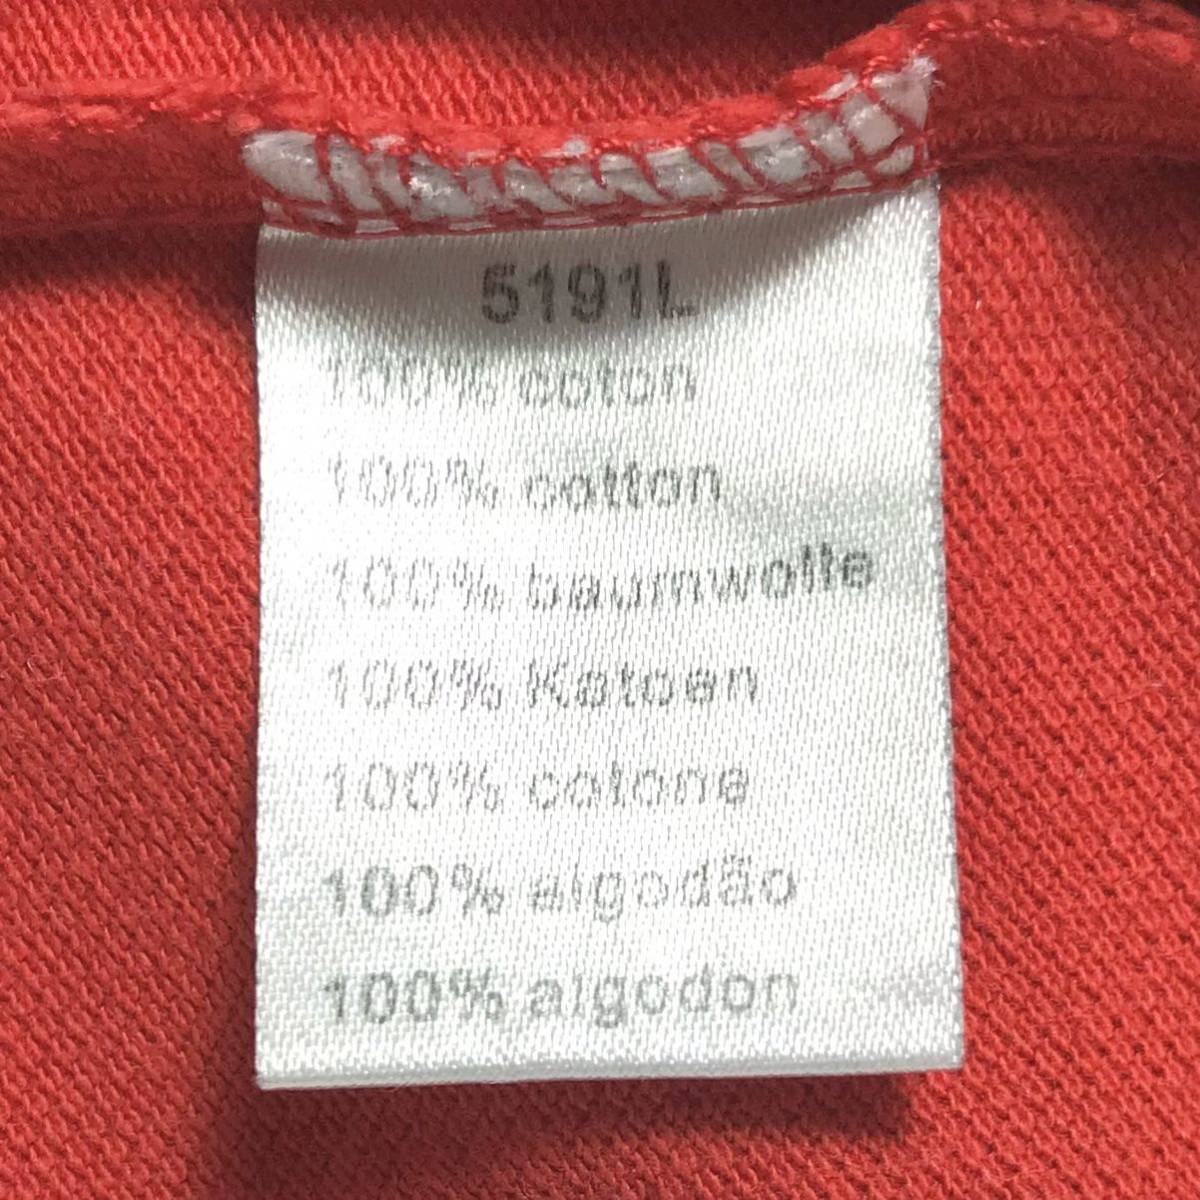 5191L
100% coton
100% cotton
100% baumwolle
100% Katoen
100% cotone
100% algodão
100% algodon